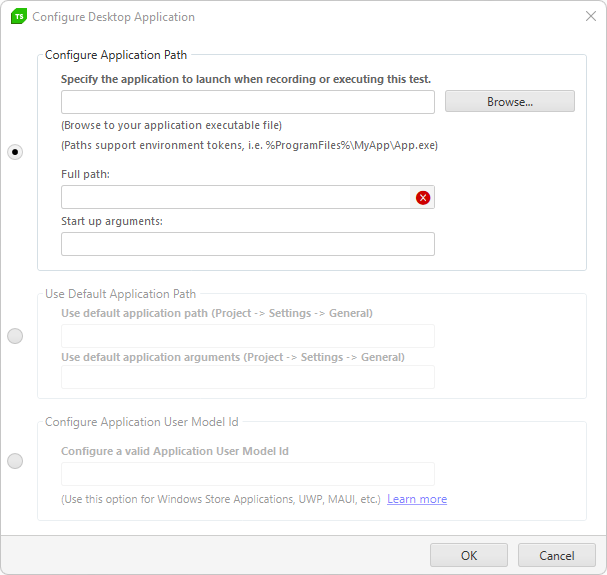 TS Configure Desktop Application
Configure Application Path
Specify the application to launch when recording or executing this test.
Browse...
(Browse to your application executable file)
(Paths support environment tokens, i.e. %ProgramFiles%\MyApp\App.exe)
Full path:
Start up arguments:
Use Default Application Path
Use default application path (Project -> Settings -> General)
Use default application arguments (Project -> Settings -> General)
Configure Application User Model Id
Configure a valid Application User Model Id
(Use this option for Windows Store Applications, UWP, MAUI, etc.) Learn more
OK Cancel